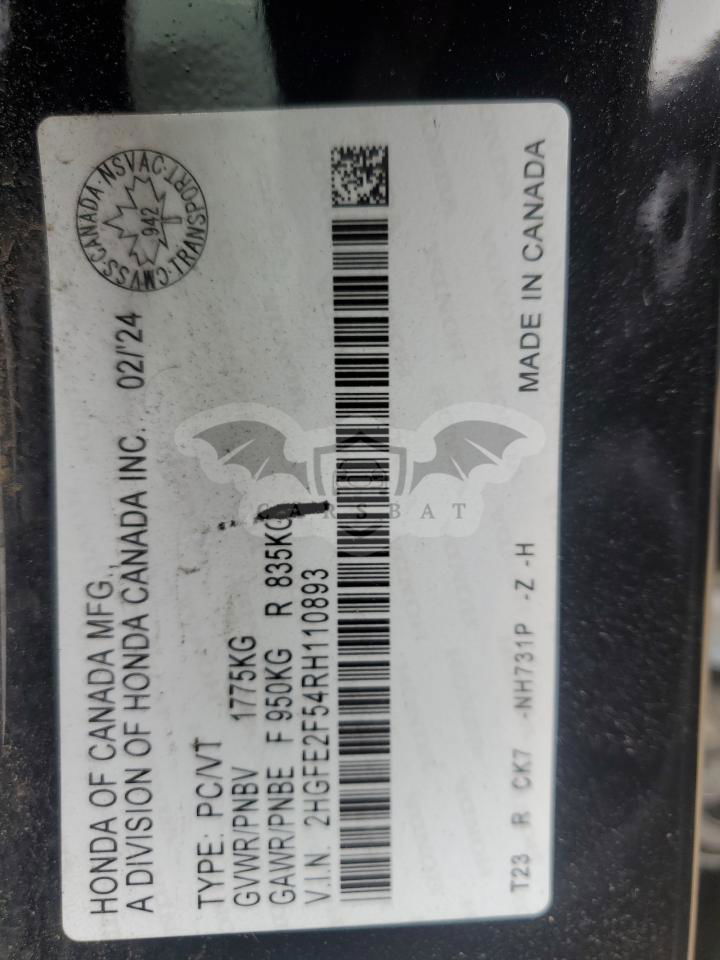 HONDA OF CANADA MFG.,
A DIVISION OF HONDA CANADA INC. 02/'24
CMVSS CANADA · NSVAC · TRANSPORT ·
942
TYPE: PC/VT
GVWR/PNBV 1775KG
GAWR/PNBE F 950KG R 835KG
V.I.N. 2HGFE2F54RH110893
CARSBAT
T23 R CK7 -NH731P -Z -H MADE IN CANADA